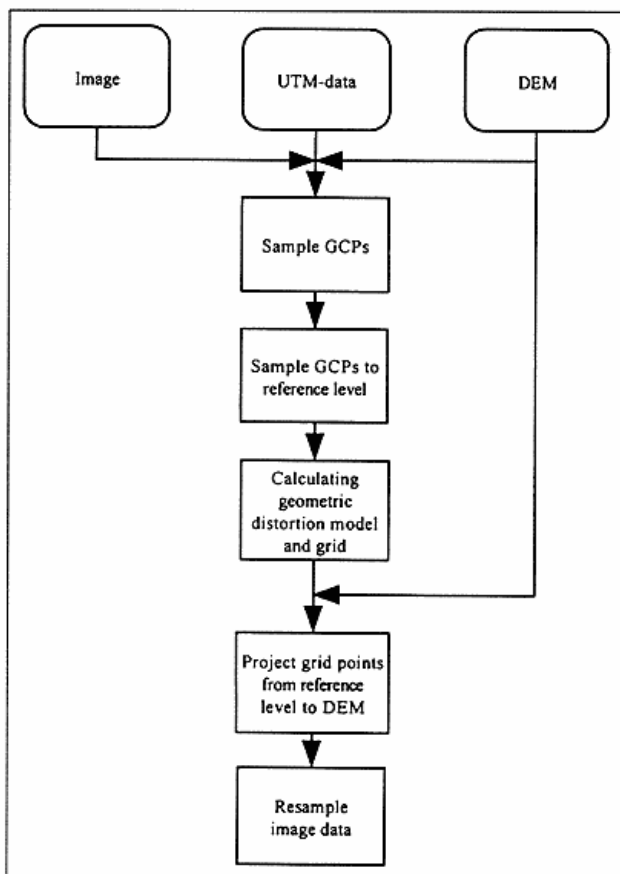 Image
UTM-data
DEM
Sample GCPs
Sample GCPs to
reference level
Calculating
geometric
distortion model
and grid
Project grid points
from reference
level to DEM
Resample
image data